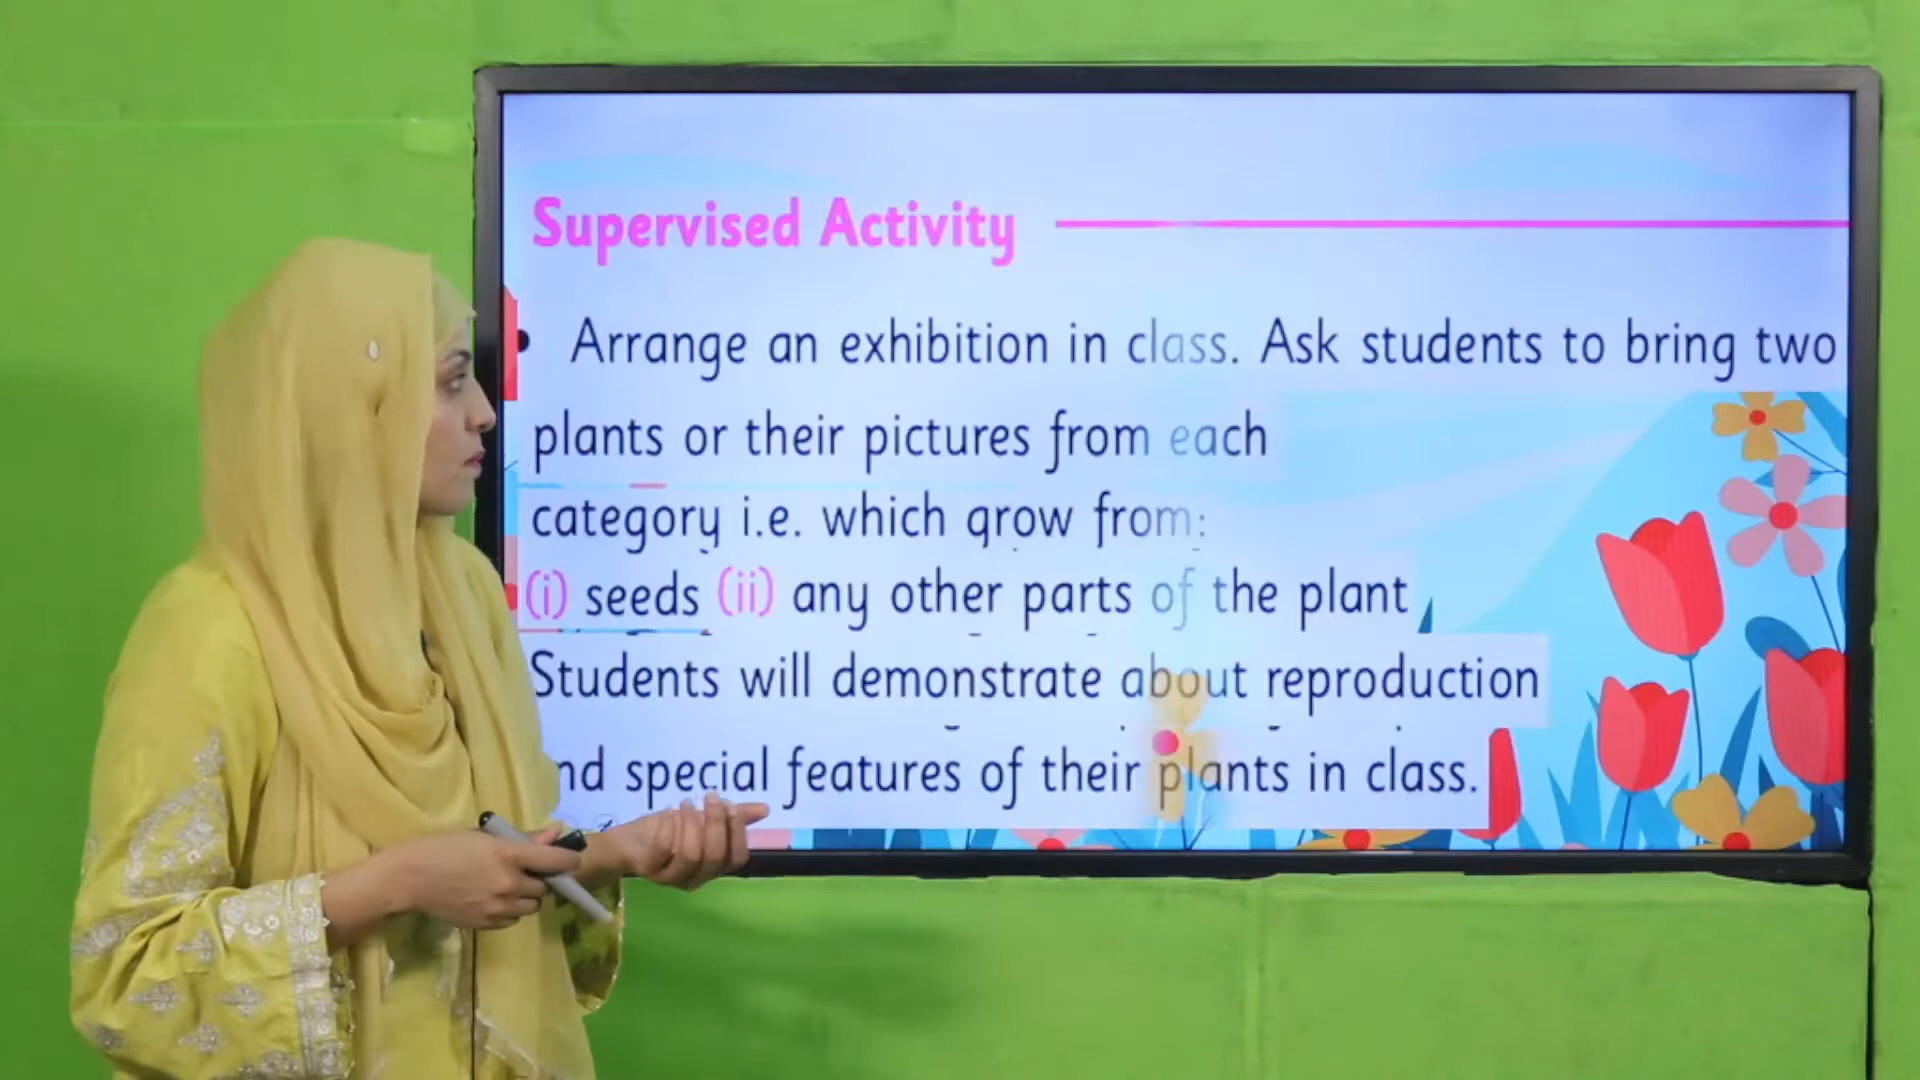 Supervised Activity
• Arrange an exhibition in class. Ask students to bring two
plants or their pictures from each
category i.e. which grow from:
(i) seeds (ii) any other parts of the plant
Students will demonstrate about reproduction
nd special features of their plants in class.